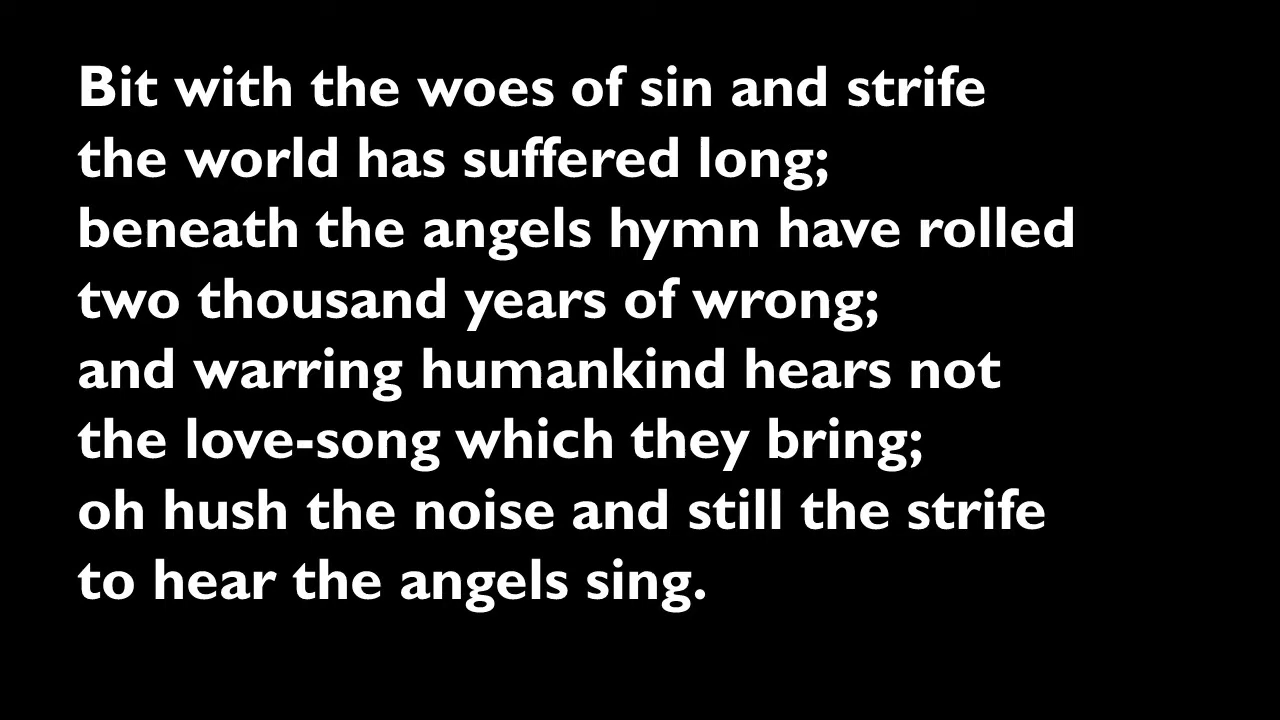 Bit with the woes of sin and strife
the world has suffered long;
beneath the angels hymn have rolled
two thousand years of wrong;
and warring humankind hears not
the love-song which they bring;
oh hush the noise and still the strife
to hear the angels sing.